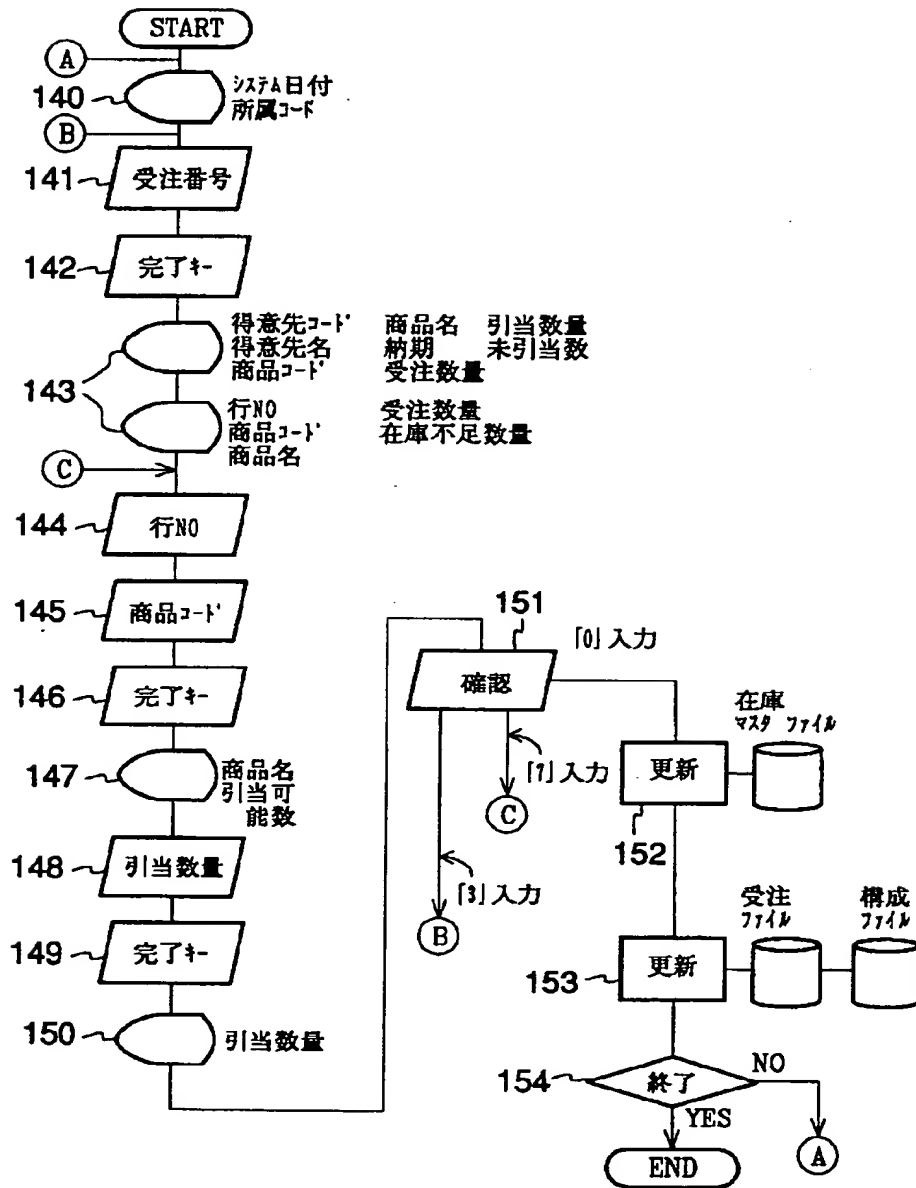 START
A
140
システム日付
所属コード
B
141
受注番号
142
完了キー
143
得意先コード 商品名 引当数量
得意先名 納期 未引当数
商品コード 受注数量
行NO 受注数量
商品コード 在庫不足数量
商品名
C
144
行NO
145
商品コード
146
完了キー
147
商品名
引当可
能数
148
引当数量
149
完了キー
150
引当数量
151
「0」入力
確認
「1」入力
C
「3」入力
B
在庫
マスタ ファイル
更新
152
受注
ファイル
構成
ファイル
更新
153
154
終了
NO
YES
END
A